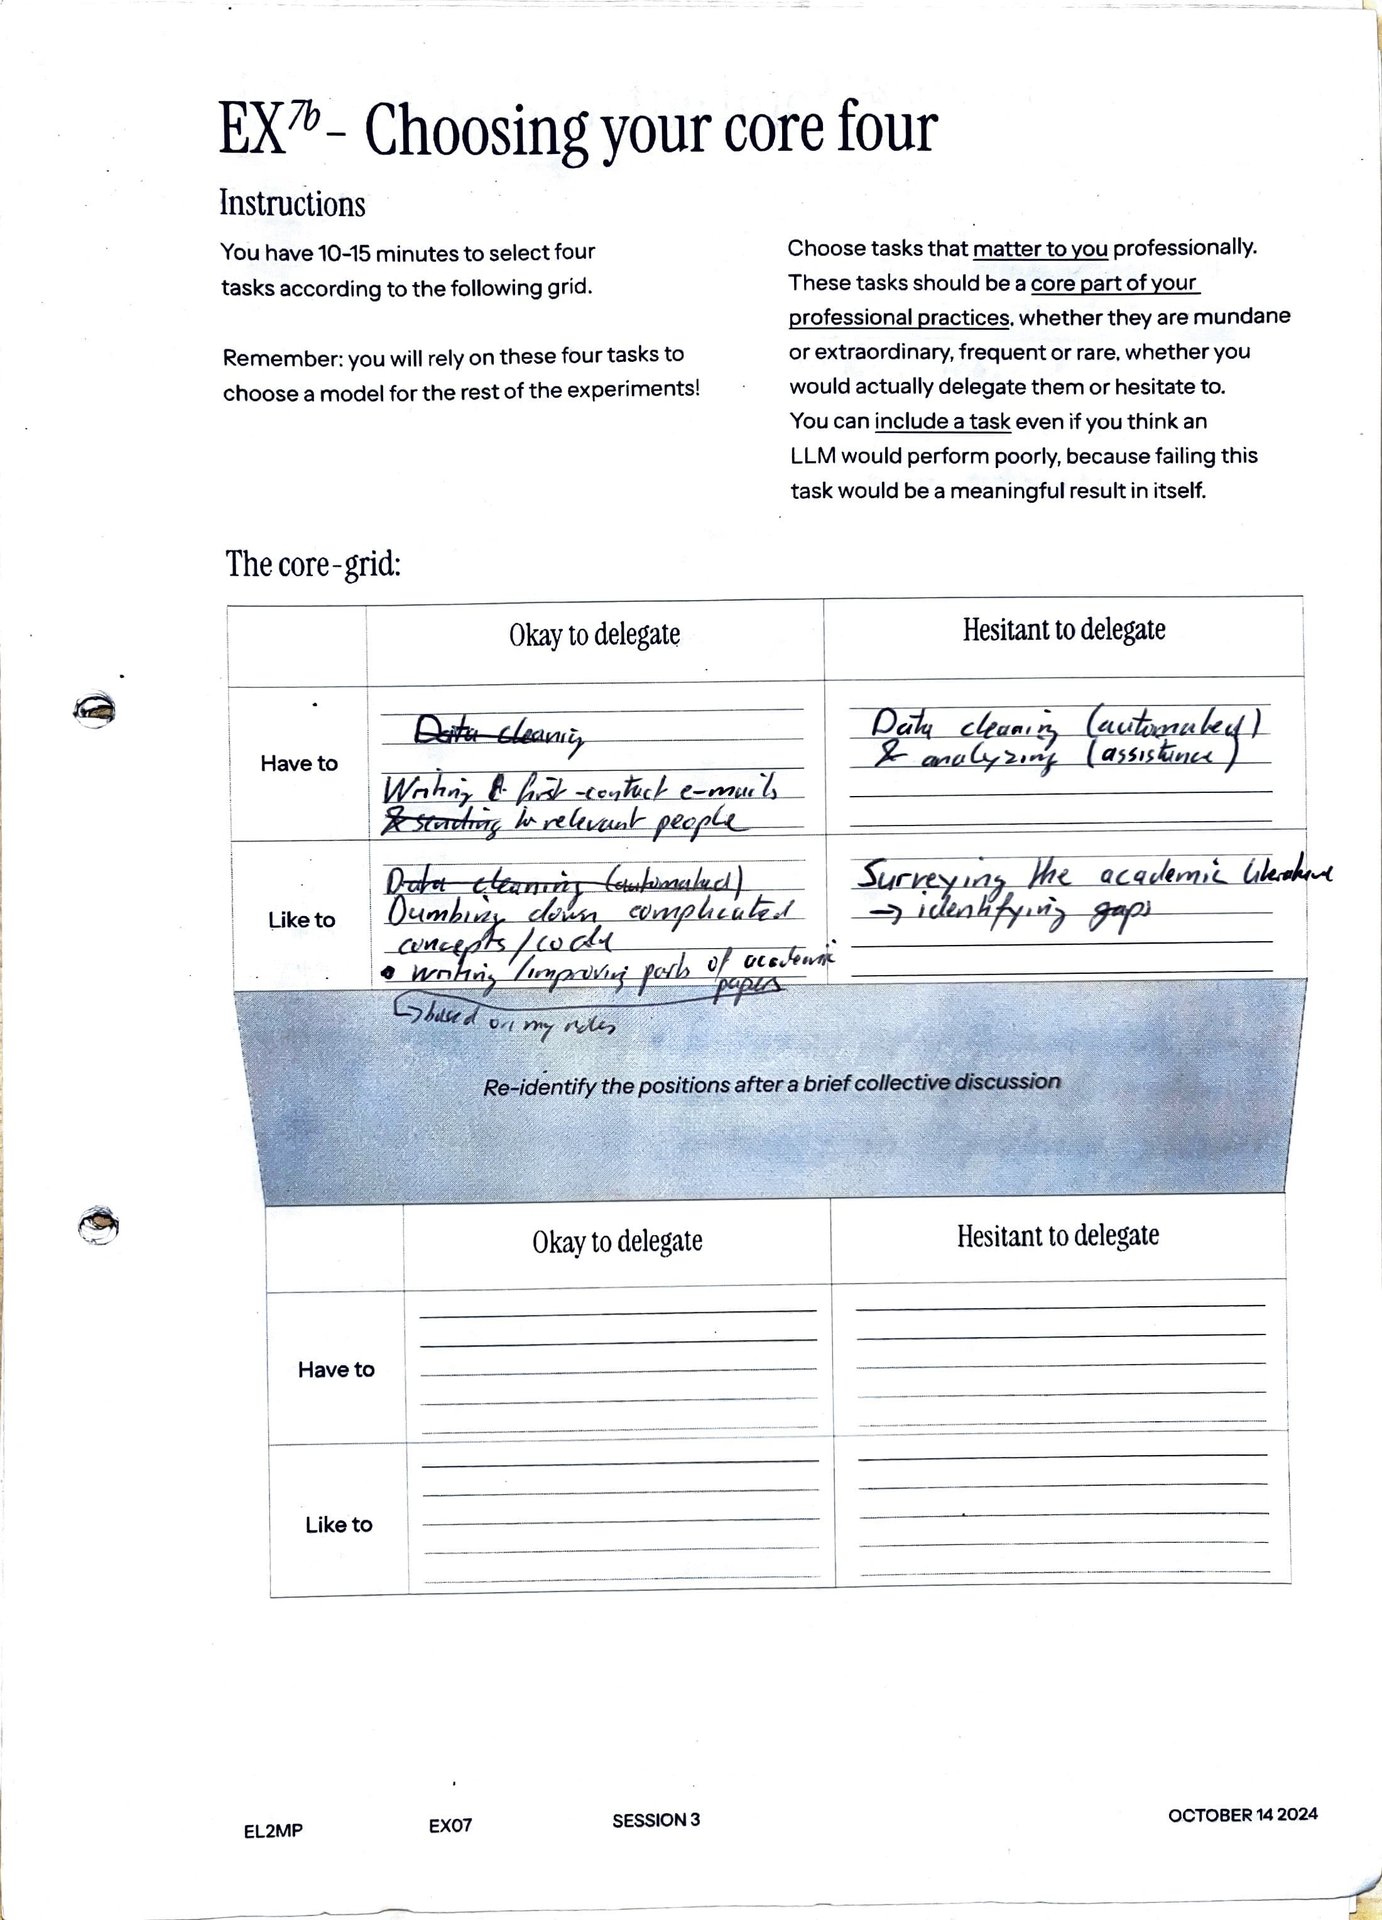 EX7b - Choosing your core four
Instructions
You have 10-15 minutes to select four
tasks according to the following grid.
Remember: you will rely on these four tasks to
choose a model for the rest of the experiments!
Choose tasks that matter to you professionally.
These tasks should be a core part of your
professional practices, whether they are mundane
or extraordinary, frequent or rare, whether you
would actually delegate them or hesitate to.
You can include a task even if you think an
LLM would perform poorly, because failing this
task would be a meaningful result in itself.
The core-grid:
Okay to delegate
Hesitant to delegate
Have to
Data cleaning
Writing first-contact e-mails
& sending to relevant people
Data cleaning (automated)
& analyzing (assistance)
Like to
Data cleaning (automated)
Dumbing down complicated
concepts/
• writing/improving parts of academic
papers
↳ based on my notes
Surveying the academic literature
→ identifying gaps
Re-identify the positions after a brief collective discussion
Okay to delegate
Hesitant to delegate
Have to
Like to
EL2MP
EX07
SESSION 3
OCTOBER 14 2024